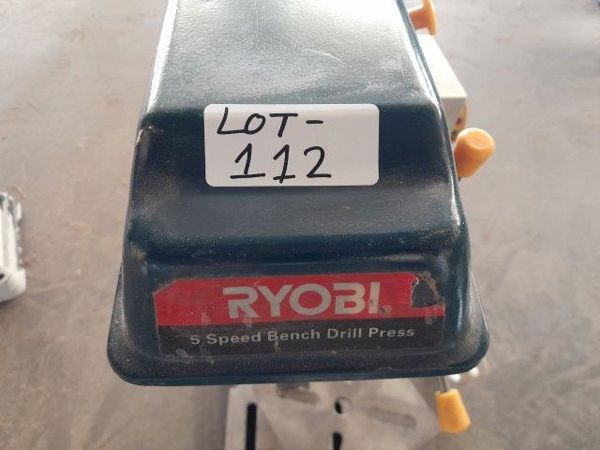 LOT-
112
RYOBI
5 Speed Bench Drill Press